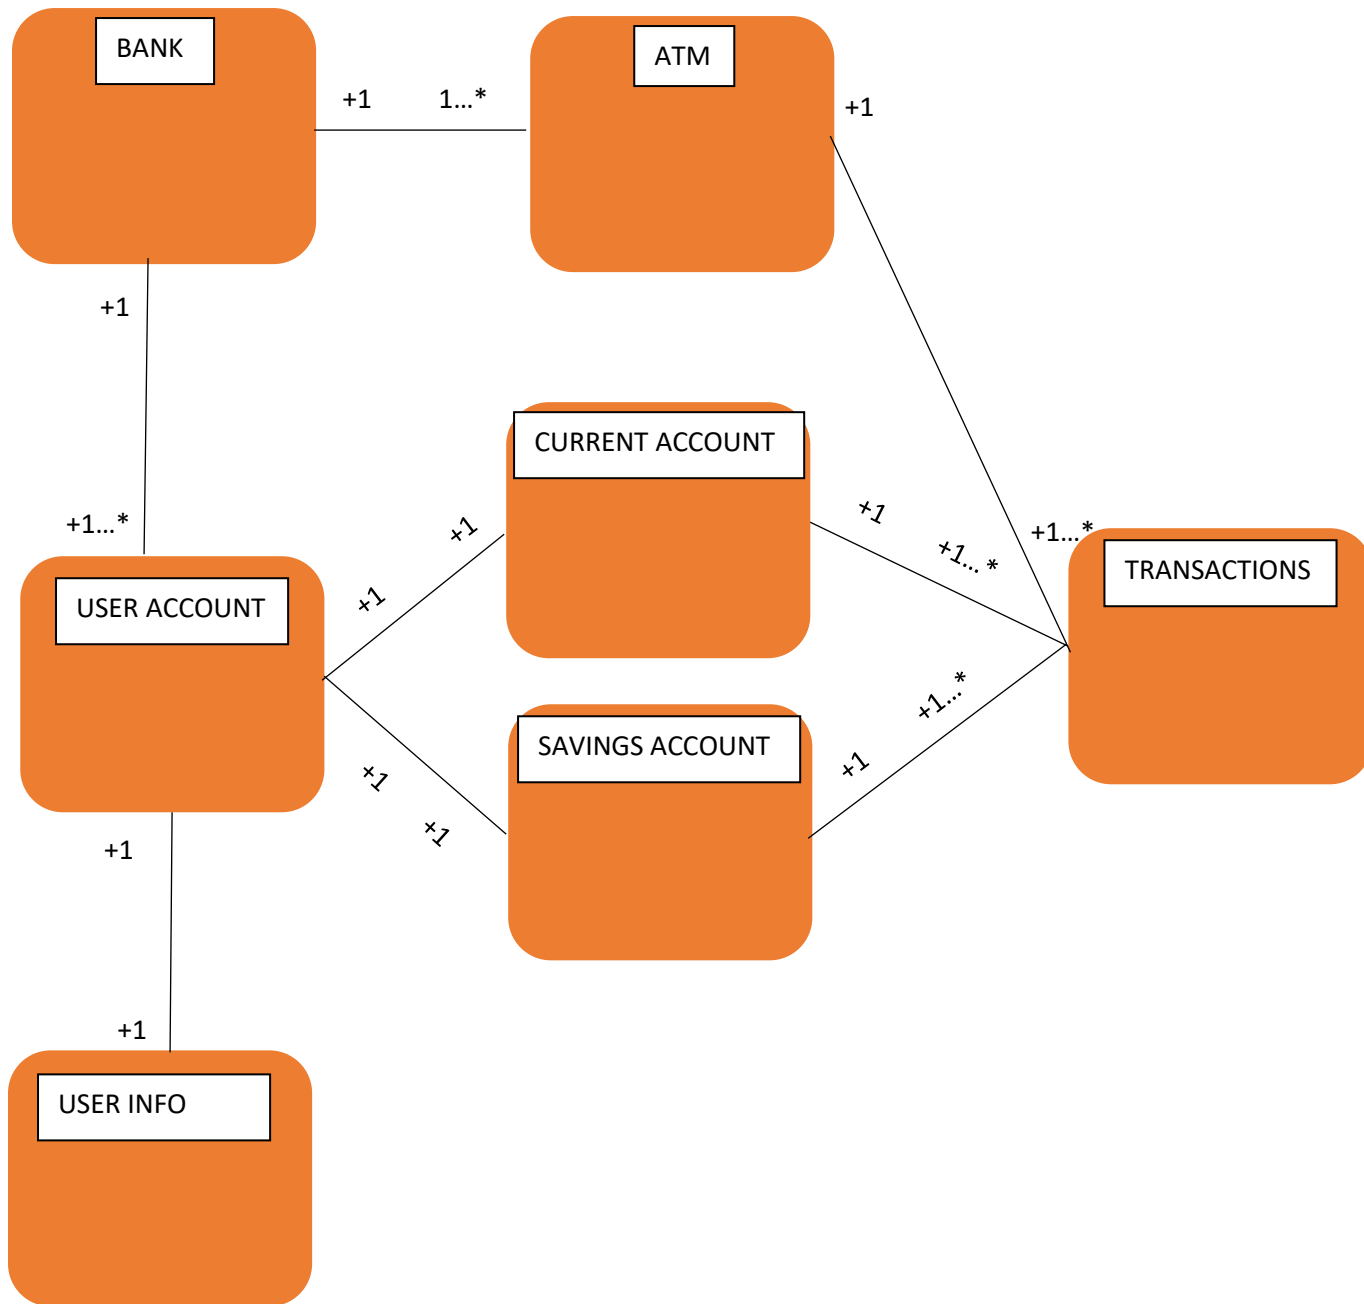 BANK
ATM
+1
1...*
+1
+1
CURRENT ACCOUNT
+1...*
+1
+1
+1...*
+1...*
TRANSACTIONS
USER ACCOUNT
+1
SAVINGS ACCOUNT
+1...*
+1
+1
+1
+1
+1
USER INFO